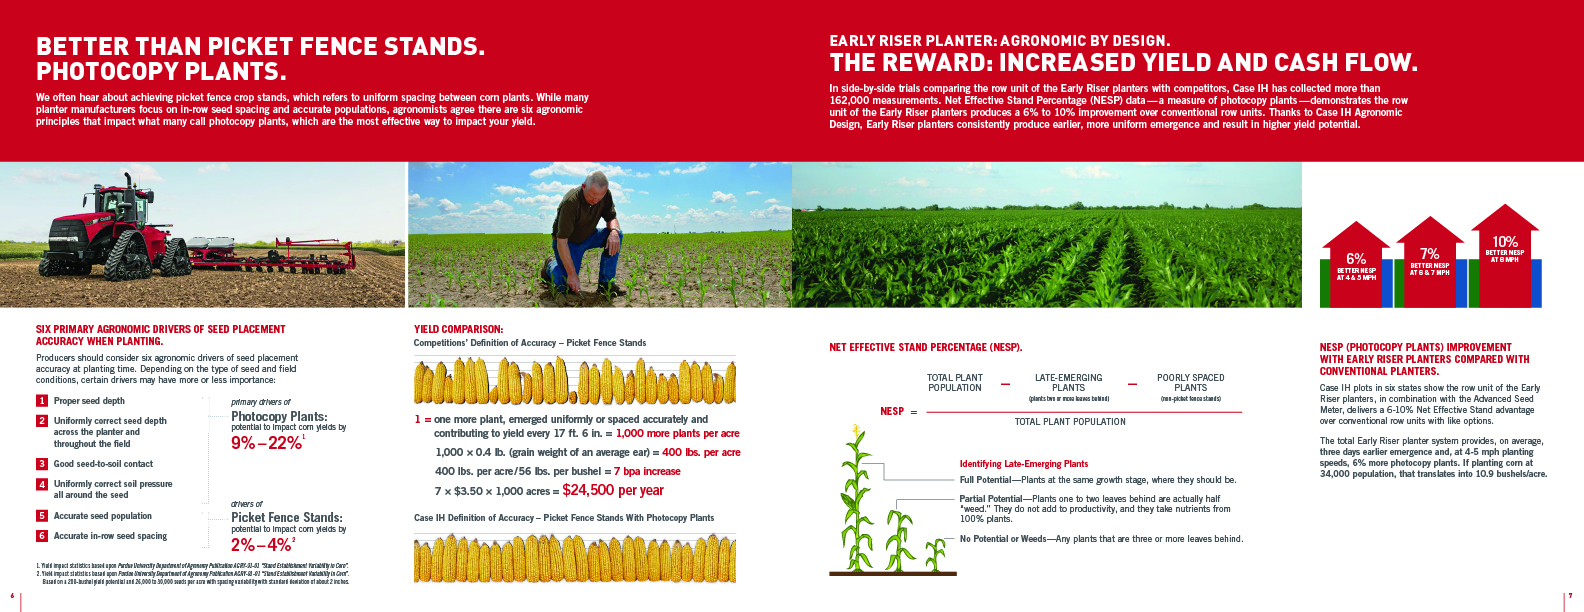 BETTER THAN PICKET FENCE STANDS.
PHOTOCOPY PLANTS.
We often hear about achieving picket fence crop stands, which refers to uniform spacing between corn plants. While many
planter manufacturers focus on in-row seed spacing and accurate populations, agronomists agree there are six agronomic
principles that impact what many call photocopy plants, which are the most effective way to impact your yield.
SIX PRIMARY AGRONOMIC DRIVERS OF SEED PLACEMENT
ACCURACY WHEN PLANTING.
Producers should consider six agronomic drivers of seed placement
accuracy at planting time. Depending on the type of seed and field
conditions, certain drivers may have more or less importance:
1 Proper seed depth
2 Uniformly correct seed depth
across the planter and
throughout the field
3 Good seed-to-soil contact
4 Uniformly correct soil pressure
all around the seed
5 Accurate seed population
6 Accurate in-row seed spacing
primary drivers of
Photocopy Plants:
potential to impact corn yields by
9%–22%1
drivers of
Picket Fence Stands:
potential to impact corn yields by
2%–4%2
1. Yield impact statistics based upon Purdue University Department of Agronomy Publication AGRY-91-01 "Stand Establishment Variability in Corn".
2. Yield impact statistics based upon Purdue University Department of Agronomy Publication AGRY-91-01 "Stand Establishment Variability in Corn".
Based on a 200-bushel yield potential and 26,000 to 30,000 seeds per acre with spacing variability with standard deviation of about 2 inches.
6
YIELD COMPARISON:
Competitions' Definition of Accuracy – Picket Fence Stands
1 = one more plant, emerged uniformly or spaced accurately and
contributing to yield every 17 ft. 6 in. = 1,000 more plants per acre
1,000 × 0.4 lb. (grain weight of an average ear) = 400 lbs. per acre
400 lbs. per acre/56 lbs. per bushel = 7 bpa increase
7 × $3.50 × 1,000 acres = $24,500 per year
Case IH Definition of Accuracy – Picket Fence Stands With Photocopy Plants
EARLY RISER PLANTER: AGRONOMIC BY DESIGN.
THE REWARD: INCREASED YIELD AND CASH FLOW.
In side-by-side trials comparing the row unit of the Early Riser planters with competitors, Case IH has collected more than
162,000 measurements. Net Effective Stand Percentage (NESP) data—a measure of photocopy plants—demonstrates the row
unit of the Early Riser planters produces a 6% to 10% improvement over conventional row units. Thanks to Case IH Agronomic
Design, Early Riser planters consistently produce earlier, more uniform emergence and result in higher yield potential.
6%
BETTER NESP
AT 4 & 5 MPH
7%
BETTER NESP
AT 6 & 7 MPH
10%
BETTER NESP
AT 8 MPH
NET EFFECTIVE STAND PERCENTAGE (NESP).
NESP =
TOTAL PLANT
POPULATION
–
LATE-EMERGING
PLANTS
(plants two or more leaves behind)
–
POORLY SPACED
PLANTS
(non-picket fence stands)
TOTAL PLANT POPULATION
Identifying Late-Emerging Plants
Full Potential—Plants at the same growth stage, where they should be.
Partial Potential—Plants one to two leaves behind are actually half
"weed." They do not add to productivity, and they take nutrients from
100% plants.
No Potential or Weeds—Any plants that are three or more leaves behind.
NESP (PHOTOCOPY PLANTS) IMPROVEMENT
WITH EARLY RISER PLANTERS COMPARED WITH
CONVENTIONAL PLANTERS.
Case IH plots in six states show the row unit of the Early
Riser planters, in combination with the Advanced Seed
Meter, delivers a 6-10% Net Effective Stand advantage
over conventional row units with like options.
The total Early Riser planter system provides, on average,
three days earlier emergence and, at 4-5 mph planting
speeds, 6% more photocopy plants. If planting corn at
34,000 population, that translates into 10.9 bushels/acre.
7